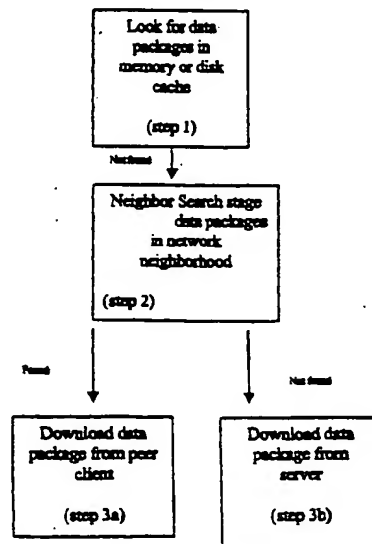 Look for data
packages in
memory or disk
cache
(step 1)
Not found
Neighbor Search stage
data packages
in network
neighborhood
(step 2)
Found
Not found
Download data
package from peer
client
(step 3a)
Download data
package from
server
(step 3b)